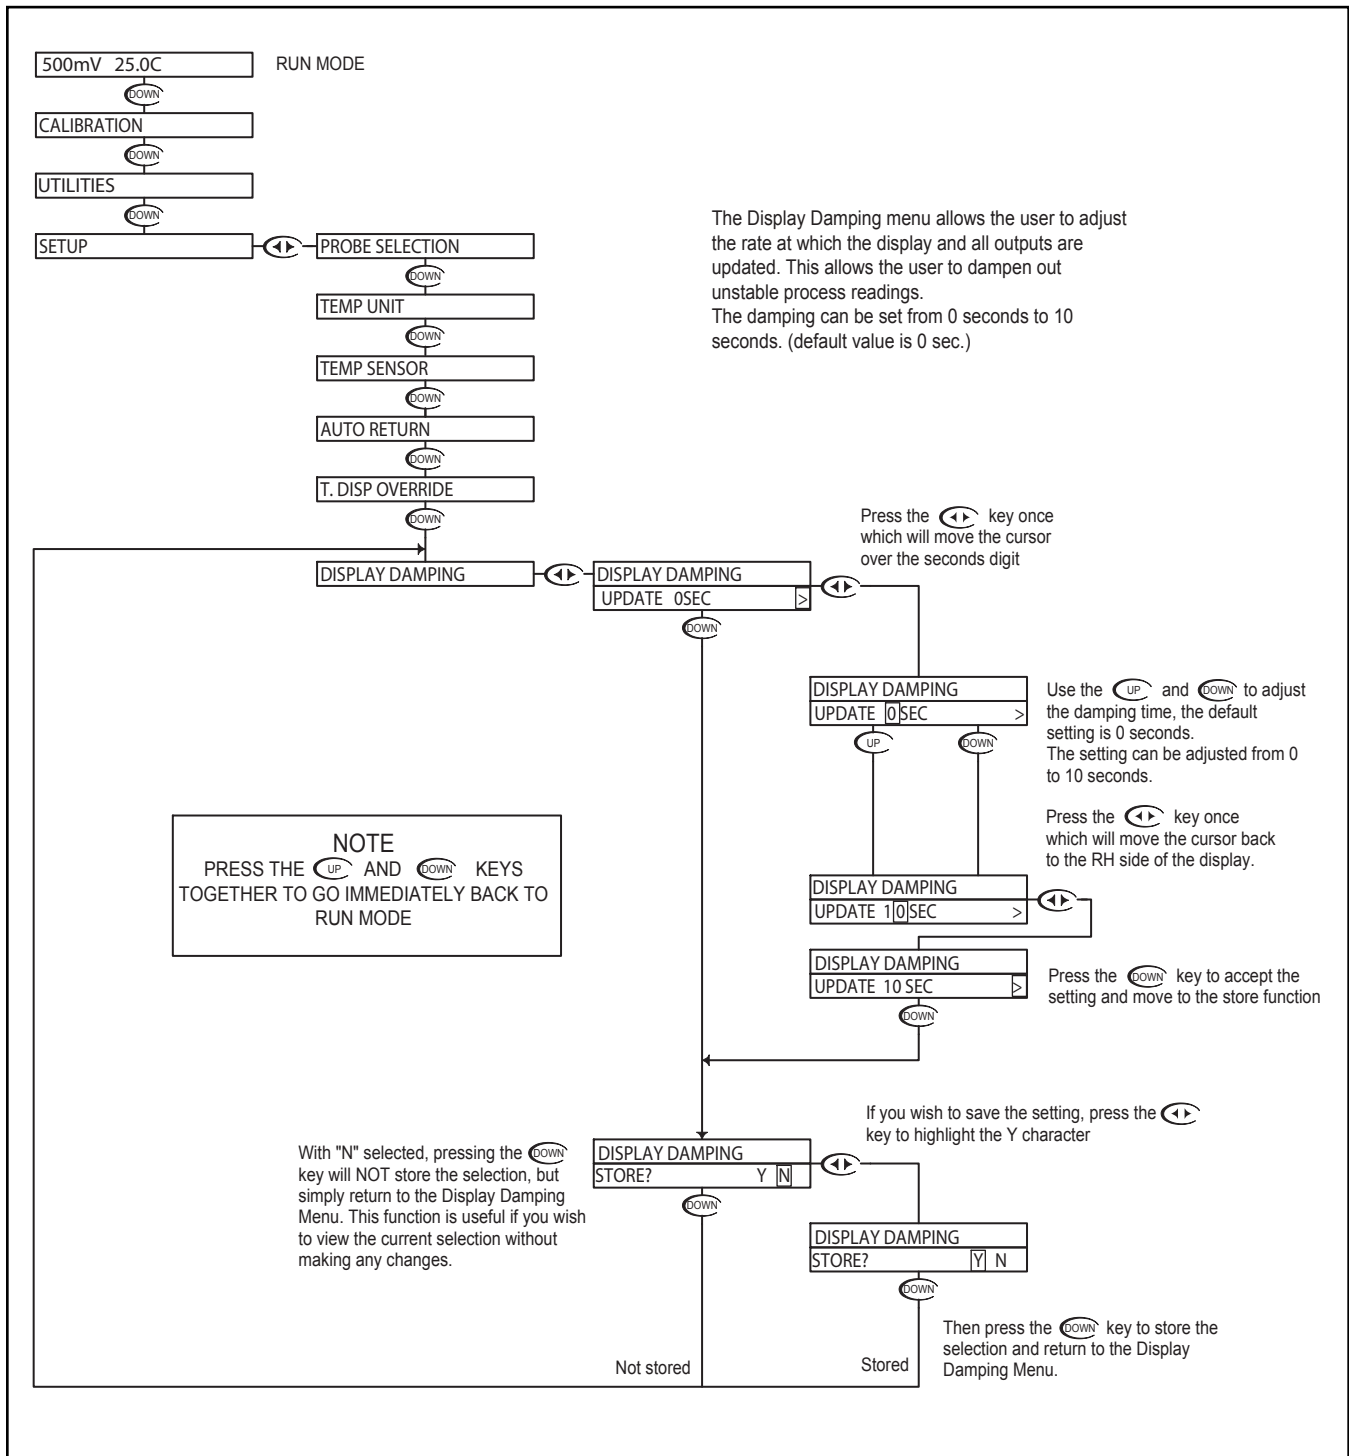 500mV 25.0C
RUN MODE
DOWN
CALIBRATION
DOWN
UTILITIES
DOWN
SETUP
PROBE SELECTION
DOWN
TEMP UNIT
DOWN
TEMP SENSOR
DOWN
AUTO RETURN
DOWN
T. DISP OVERRIDE
DOWN
DISPLAY DAMPING
The Display Damping menu allows the user to adjust
the rate at which the display and all outputs are
updated. This allows the user to dampen out
unstable process readings.
The damping can be set from 0 seconds to 10
seconds. (default value is 0 sec.)
DISPLAY DAMPING
UPDATE 0SEC >
DOWN
Press the key once
which will move the cursor
over the seconds digit
DISPLAY DAMPING
UPDATE 0 SEC >
UP DOWN
Use the UP and DOWN to adjust
the damping time, the default
setting is 0 seconds.
The setting can be adjusted from 0
to 10 seconds.
Press the key once
which will move the cursor back
to the RH side of the display.
DISPLAY DAMPING
UPDATE 10SEC >
DISPLAY DAMPING
UPDATE 10 SEC >
DOWN
Press the DOWN key to accept the
setting and move to the store function
NOTE
PRESS THE UP AND DOWN KEYS
TOGETHER TO GO IMMEDIATELY BACK TO
RUN MODE
With "N" selected, pressing the DOWN
key will NOT store the selection, but
simply return to the Display Damping
Menu. This function is useful if you wish
to view the current selection without
making any changes.
DISPLAY DAMPING
STORE? Y N
DOWN
If you wish to save the setting, press the
key to highlight the Y character
DISPLAY DAMPING
STORE? Y N
DOWN
Then press the DOWN key to store the
selection and return to the Display
Damping Menu.
Not stored
Stored